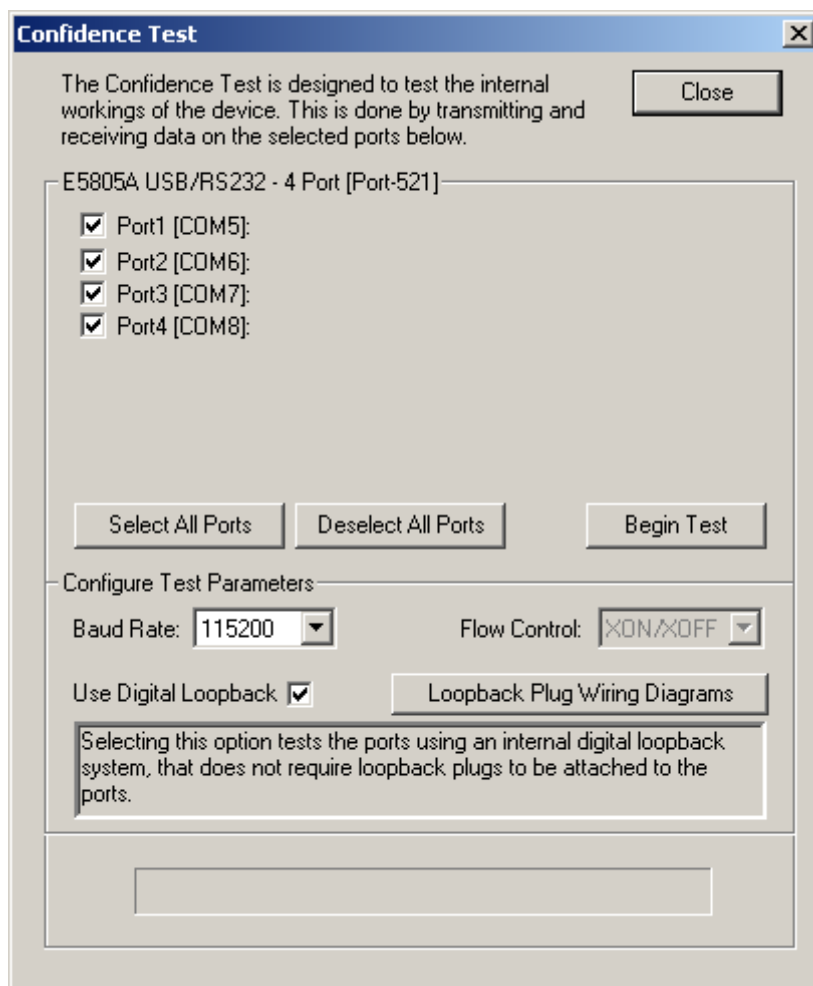 Confidence Test
The Confidence Test is designed to test the internal
workings of the device. This is done by transmitting and
receiving data on the selected ports below.
Close
E5805A USB/RS232 - 4 Port [Port-521]
Port1 [COM5]:
Port2 [COM6]:
Port3 [COM7]:
Port4 [COM8]:
Select All Ports Deselect All Ports Begin Test
Configure Test Parameters
Baud Rate: 115200 Flow Control: XON/XOFF
Use Digital Loopback Loopback Plug Wiring Diagrams
Selecting this option tests the ports using an internal digital loopback
system, that does not require loopback plugs to be attached to the
ports.